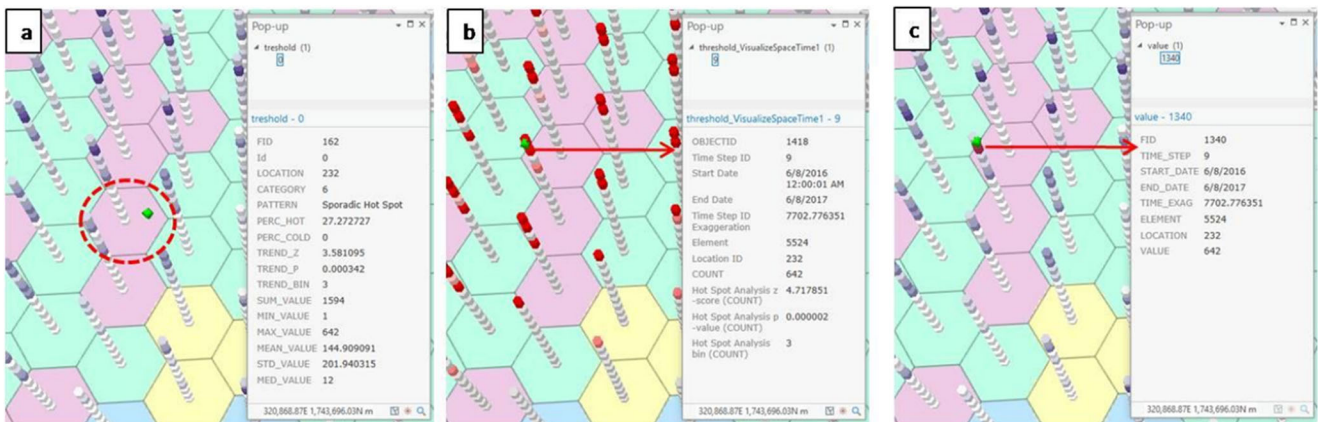 a
Pop-up
treshold (1)
0
treshold - 0
FID 162
Id 0
LOCATION 232
CATEGORY 6
PATTERN Sporadic Hot Spot
PERC_HOT 27.272727
PERC_COLD 0
TREND_Z 3.581095
TREND_P 0.000342
TREND_BIN 3
SUM_VALUE 1594
MIN_VALUE 1
MAX_VALUE 642
MEAN_VALUE 144.909091
STD_VALUE 201.940315
MED_VALUE 12
320,868.87E 1,743,696.03N m
b
Pop-up
threshold_VisualizeSpaceTime1 (1)
9
threshold_VisualizeSpaceTime1 - 9
OBJECTID 1418
Time Step ID 9
Start Date 6/8/2016
12:00:01 AM
End Date 6/8/2017
Time Step ID 7702.776351
Exaggeration
Element 5524
Location ID 232
COUNT 642
Hot Spot Analysis z 4.717851
-score (COUNT)
Hot Spot Analysis p 0.000002
-value (COUNT)
Hot Spot Analysis 3
bin (COUNT)
320,868.87E 1,743,696.03N m
c
Pop-up
value (1)
1340
value - 1340
FID 1340
TIME_STEP 9
START_DATE 6/8/2016
END_DATE 6/8/2017
TIME_EXAG 7702.776351
ELEMENT 5524
LOCATION 232
VALUE 642
320,868.87E 1,743,696.03N m